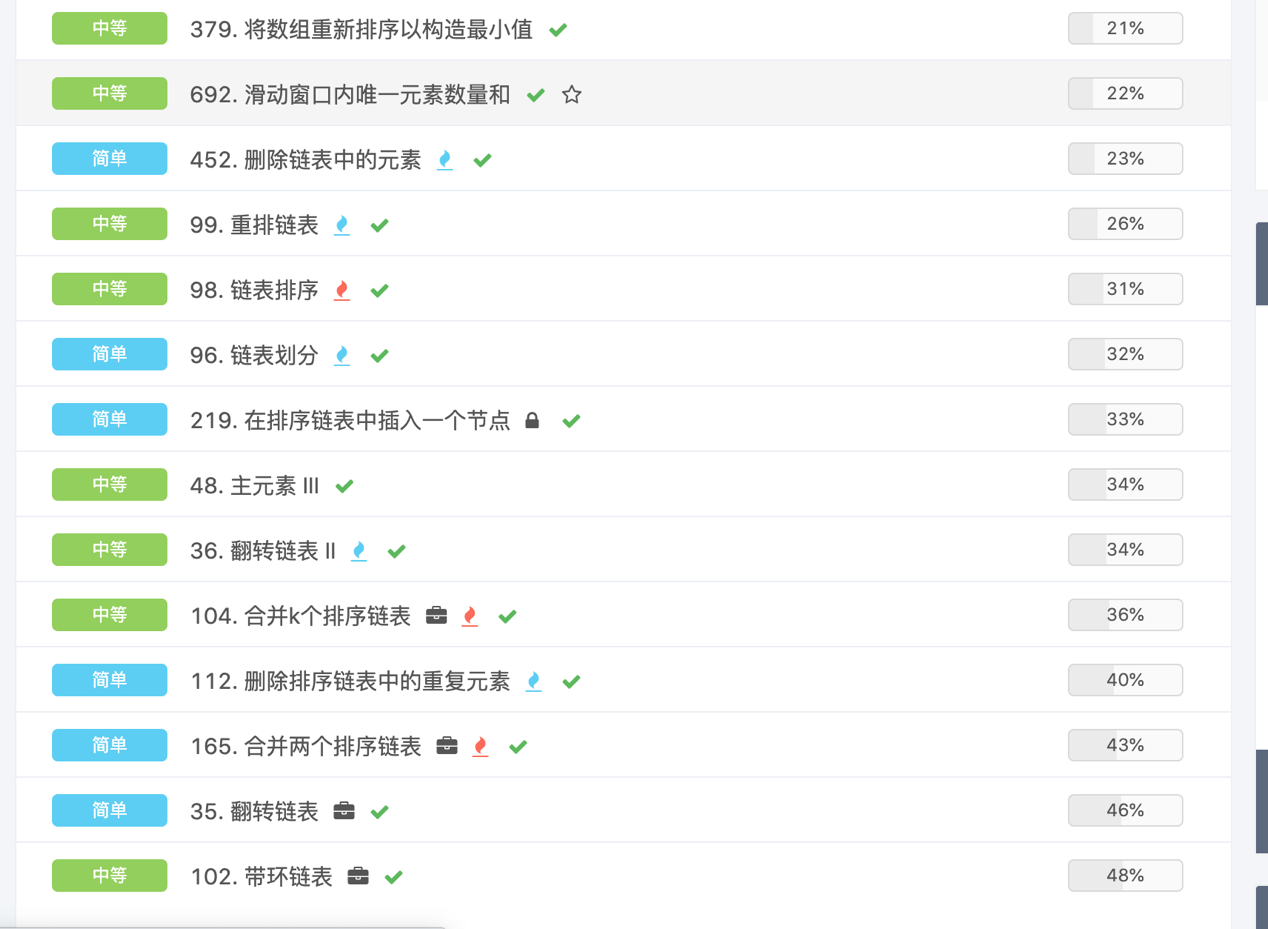 中等 379. 将数组重新排序以构造最小值 21%
中等 692. 滑动窗口内唯一元素数量和 22%
简单 452. 删除链表中的元素 23%
中等 99. 重排链表 26%
中等 98. 链表排序 31%
简单 96. 链表划分 32%
简单 219. 在排序链表中插入一个节点 33%
中等 48. 主元素 III 34%
中等 36. 翻转链表 II 34%
中等 104. 合并k个排序链表 36%
简单 112. 删除排序链表中的重复元素 40%
简单 165. 合并两个排序链表 43%
简单 35. 翻转链表 46%
中等 102. 带环链表 48%